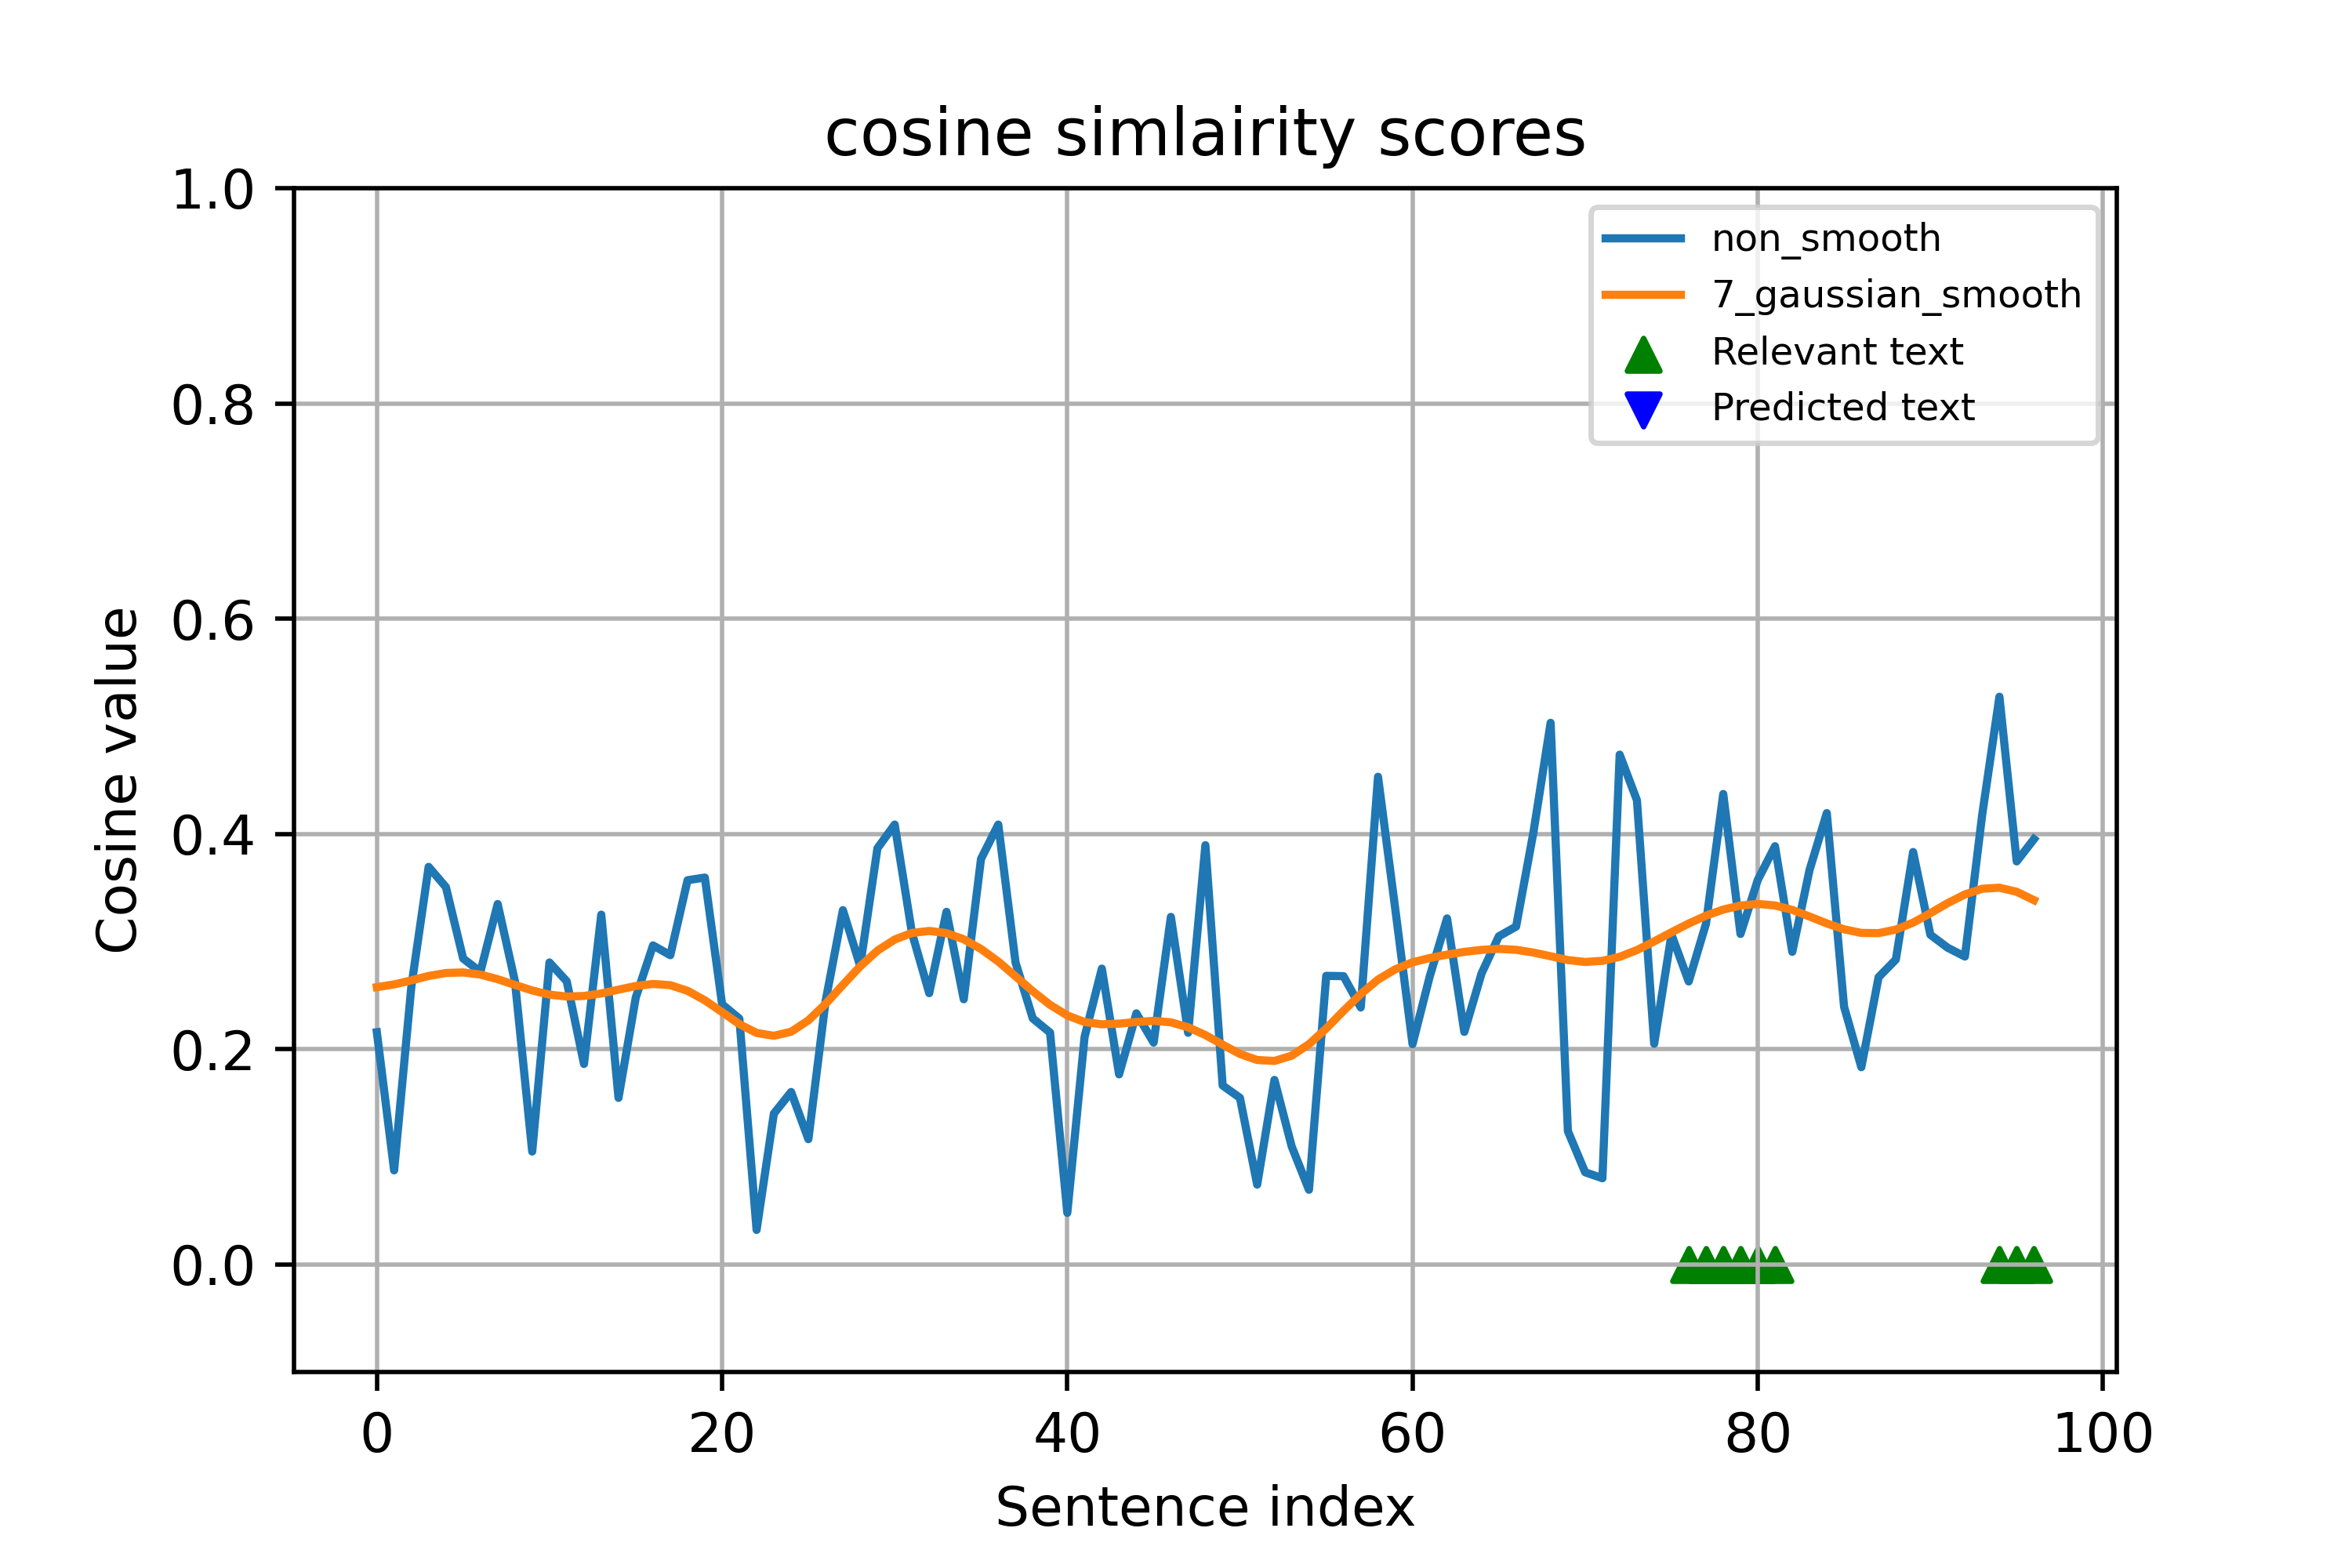 cosine simlairity scores
1.0
0.8
0.6
0.4
0.2
0.0
Cosine value
non_smooth
7_gaussian_smooth
Relevant text
Predicted text
0 20 40 60 80 100
Sentence index